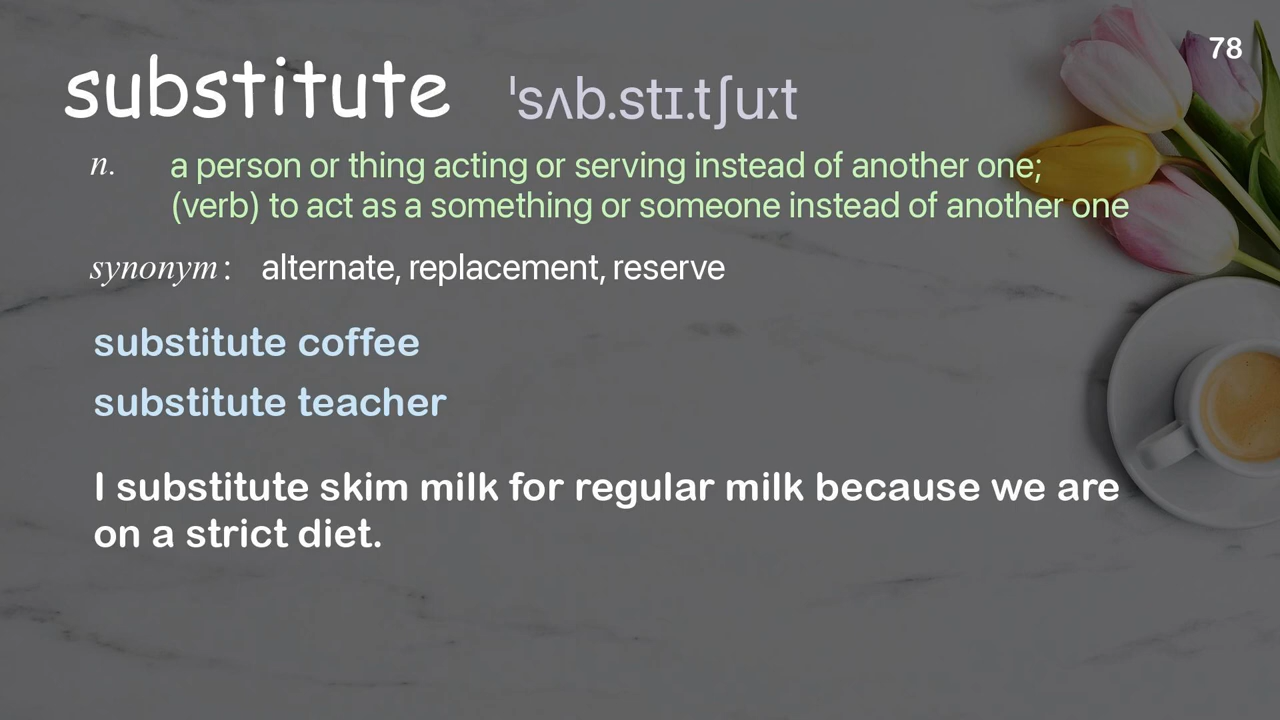 78
substitute ˈsʌb.stɪ.tʃuːt
n. a person or thing acting or serving instead of another one;
(verb) to act as a something or someone instead of another one
synonym: alternate, replacement, reserve
substitute coffee
substitute teacher
I substitute skim milk for regular milk because we are
on a strict diet.